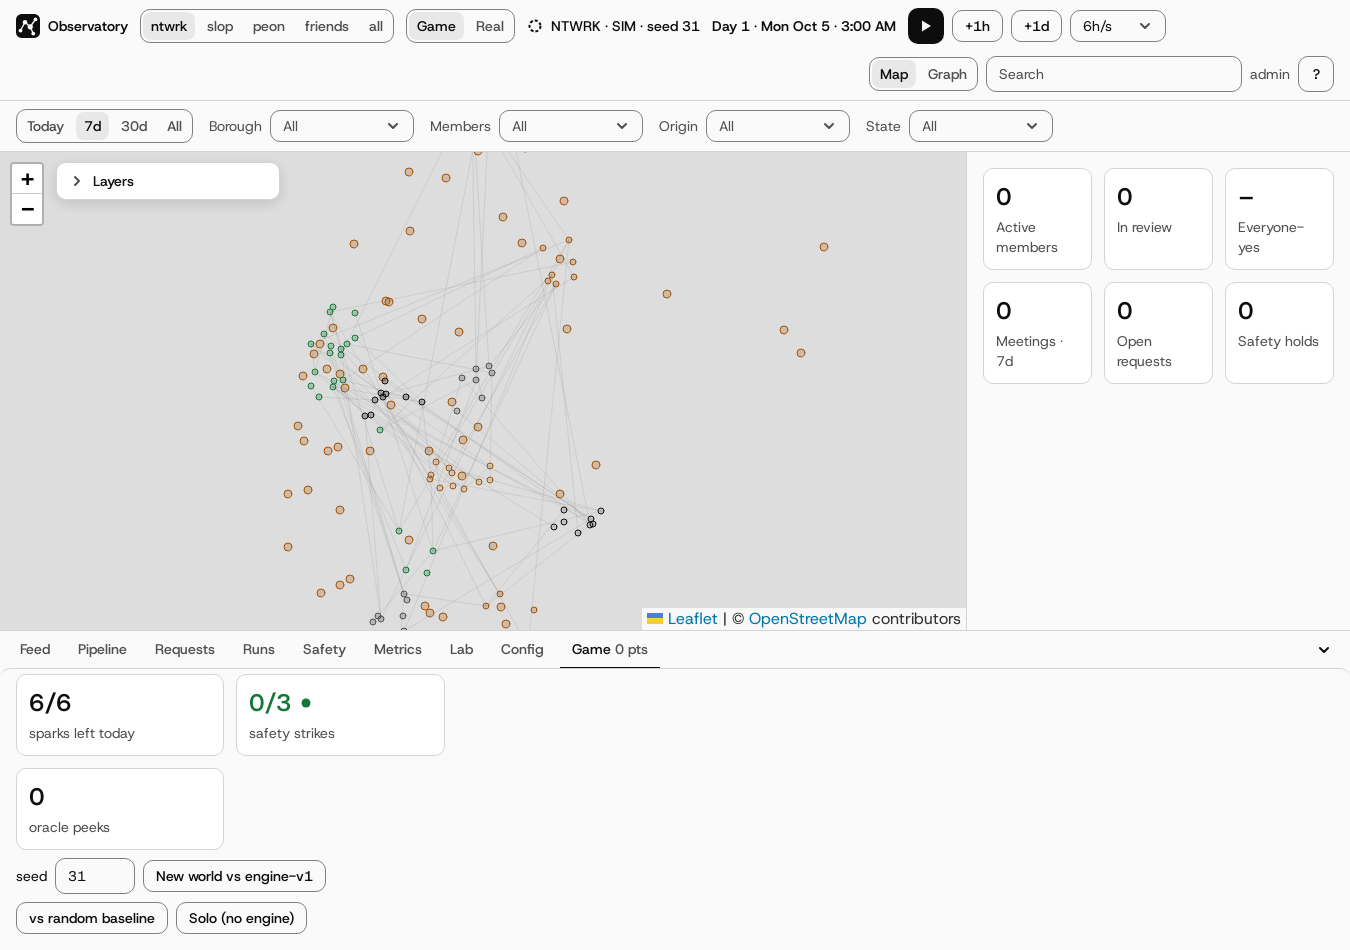 Observatory ntwrk slop peon friends all Game Real NTWRK · SIM · seed 31 Day 1 · Mon Oct 5 · 3:00 AM +1h +1d 6h/s
Map Graph Search admin ?
Today 7d 30d All Borough All Members All Origin All State All
+ Layers
−
0 0 –
Active members In review Everyone-yes
0 0 0
Meetings · 7d Open requests Safety holds
Leaflet | © OpenStreetMap contributors
Feed Pipeline Requests Runs Safety Metrics Lab Config Game 0 pts
6/6 0/3
sparks left today safety strikes
0
oracle peeks
seed 31 New world vs engine-v1
vs random baseline Solo (no engine)